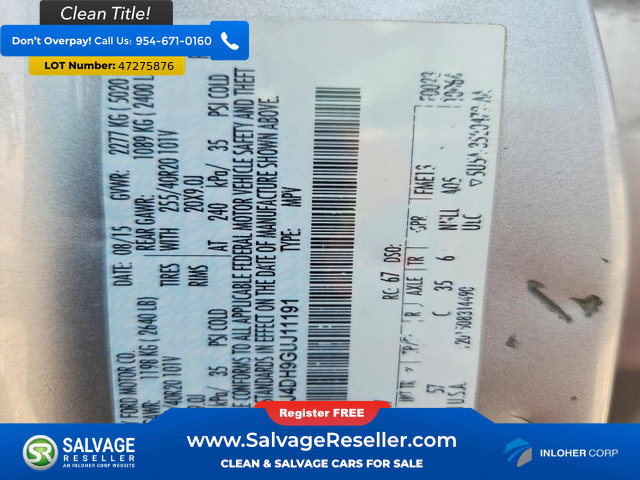 Clean Title!
Don't Overpay! Call Us: 954-671-0160
LOT Number: 47275876
FORD MOTOR CO.
DATE: 08/15 GVWR: 2277 KG ( 5020
1198 KG ( 2640 LB)
REAR GAWR: 1089 KG ( 2400 L
40R20 101V
TIRES WITH 255/40R20 101V
RIMS 20X9.0J
kPa/ 35 PSI COLD
AT 240 kPa/ 35 PSI COLD
CONFORMS TO ALL APPLICABLE FEDERAL MOTOR VEHICLE SAFETY AND THEFT
STANDARDS IN EFFECT ON THE DATE OF MANUFACTURE SHOWN ABOVE.
TYPE: MPV
RC: 67 DSO:
AXLE TR SPR
57 C 35 6
U.S.A. ULC
Register FREE
SALVAGE RESELLER
AN INLOHER CORP WEBSITE
www.SalvageReseller.com
CLEAN & SALVAGE CARS FOR SALE
INLOHER CORP